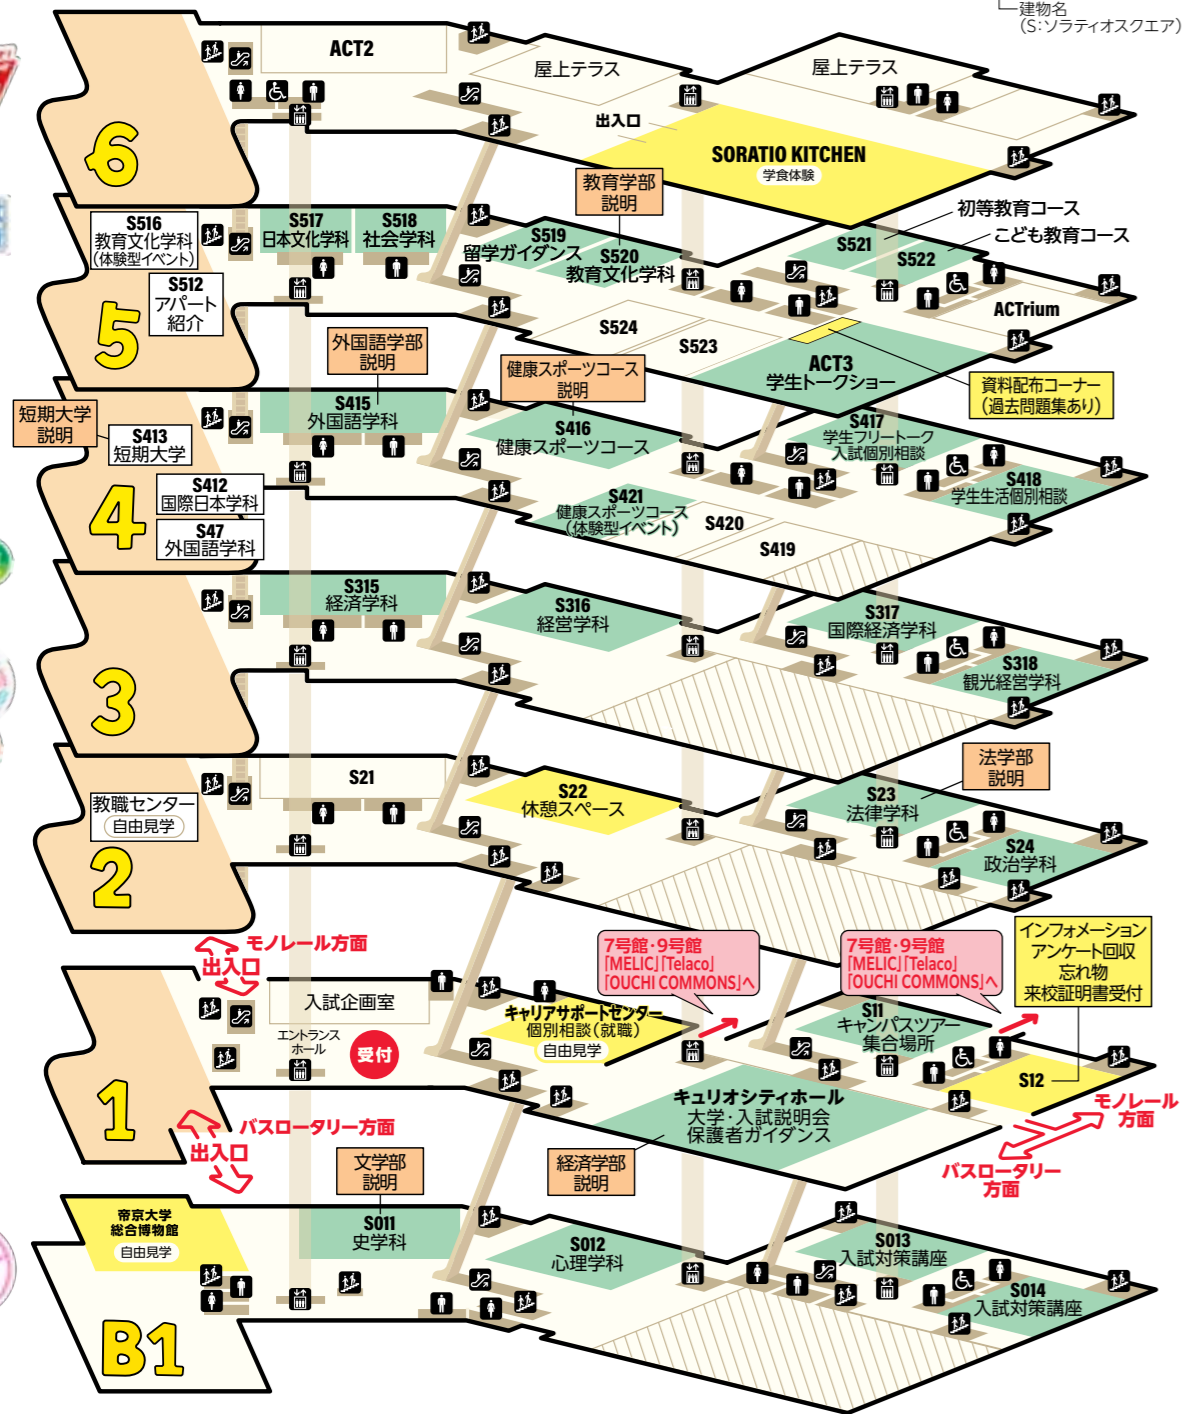 建物名
(S:ソラティオスクエア)
6
ACT2
屋上テラス
屋上テラス
出入口
SORATIO KITCHEN
学食体験
教育学部
説明
5
S516
教育文化学科
(体験型イベント)
S512
アパート
紹介
S517
日本文化学科
S518
社会学科
S519
留学ガイダンス
S520
教育文化学科
初等教育コース
こども教育コース
S521
S522
S524
S523
ACTrium
ACT3
学生トークショー
資料配布コーナー
(過去問題集あり)
外国語学部
説明
健康スポーツコース
説明
短期大学
説明
4
S413
短期大学
S412
国際日本学科
S47
外国語学科
S415
外国語学科
S416
健康スポーツコース
S417
学生フリートーク
入試個別相談
S418
学生生活個別相談
S421
健康スポーツコース
(体験型イベント)
S420
S419
3
S315
経済学科
S316
経営学科
S317
国際経済学科
S318
観光経営学科
2
教職センター
自由見学
S21
S22
休憩スペース
法学部
説明
S23
法律学科
S24
政治学科
モノレール方面
出入口
1
入試企画室
エントランス
ホール
受付
キャリアサポートセンター
個別相談(就職)
自由見学
7号館・9号館
「MELIC」「Telaco」
「OUCHI COMMONS」へ
7号館・9号館
「MELIC」「Telaco」
「OUCHI COMMONS」へ
インフォメーション
アンケート回収
忘れ物
来校証明書受付
S11
キャンパスツアー
集合場所
S12
キュリオシティホール
大学・入試説明会
保護者ガイダンス
モノレール
方面
バスロータリー
方面
バスロータリー方面
出入口
文学部
説明
経済学部
説明
B1
帝京大学
総合博物館
自由見学
S011
史学科
S012
心理学科
S013
入試対策講座
S014
入試対策講座